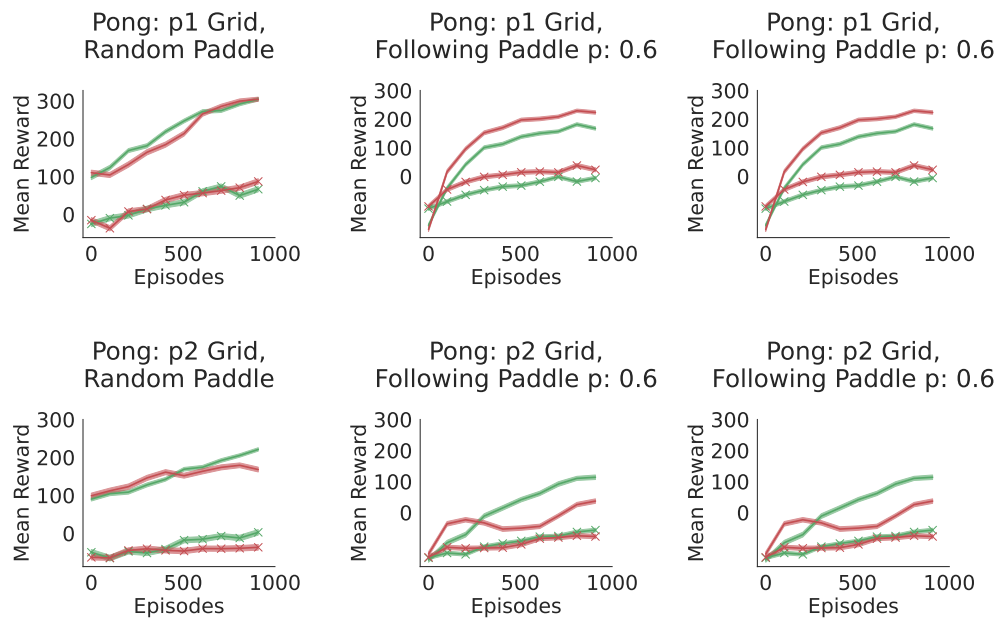 Pong: p1 Grid,
Random Paddle
Mean Reward
300
200
100
0
0 500 1000
Episodes
Pong: p1 Grid,
Following Paddle p: 0.6
Mean Reward
300
200
100
0
0 500 1000
Episodes
Pong: p1 Grid,
Following Paddle p: 0.6
Mean Reward
300
200
100
0
0 500 1000
Episodes
Pong: p2 Grid,
Random Paddle
Mean Reward
300
200
100
0
0 500 1000
Episodes
Pong: p2 Grid,
Following Paddle p: 0.6
Mean Reward
300
200
100
0
0 500 1000
Episodes
Pong: p2 Grid,
Following Paddle p: 0.6
Mean Reward
300
200
100
0
0 500 1000
Episodes